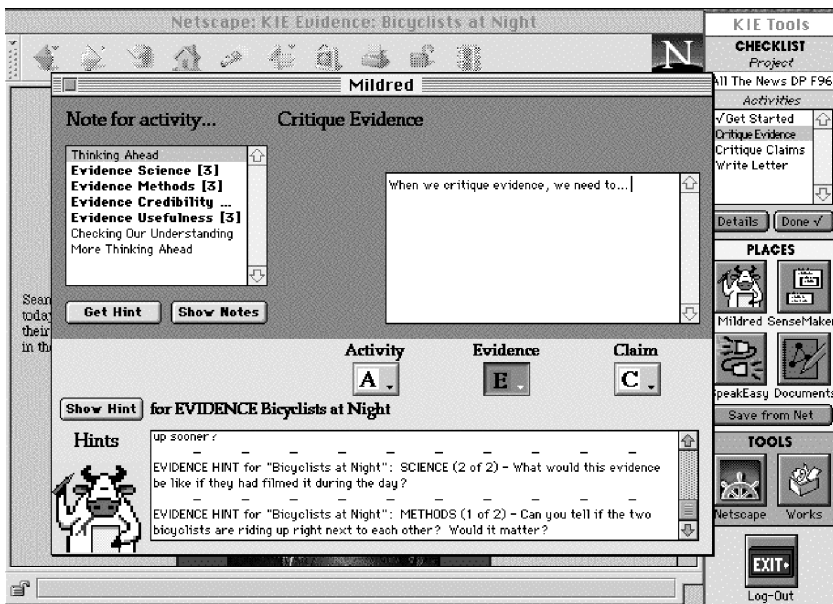 Netscape: KIE Evidence: Bicyclists at Night
N
Mildred
Note for activity...
Critique Evidence
Thinking Ahead
Evidence Science [3]
Evidence Methods [3]
Evidence Credibility ...
Evidence Usefulness [3]
Checking Our Understanding
More Thinking Ahead
When we critique evidence, we need to...
Get Hint
Show Notes
Sean
today
their
in the
Activity
Evidence
Claim
A
E
C
Show Hint
for EVIDENCE Bicyclists at Night
Hints
up sooner?
EVIDENCE HINT for "Bicyclists at Night": SCIENCE (2 of 2) - What would this evidence
be like if they had filmed it during the day?
EVIDENCE HINT for "Bicyclists at Night": METHODS (1 of 2) - Can you tell if the two
bicyclists are riding up right next to each other? Would it matter?
KIE Tools
CHECKLIST
Project
All The News DP F96
Activities
√Get Started
Critique Evidence
Critique Claims
Write Letter
Details
Done √
PLACES
Mildred
SenseMaker
SpeakEasy
Documents
Save from Net
TOOLS
Netscape
Works
EXIT
Log-Out